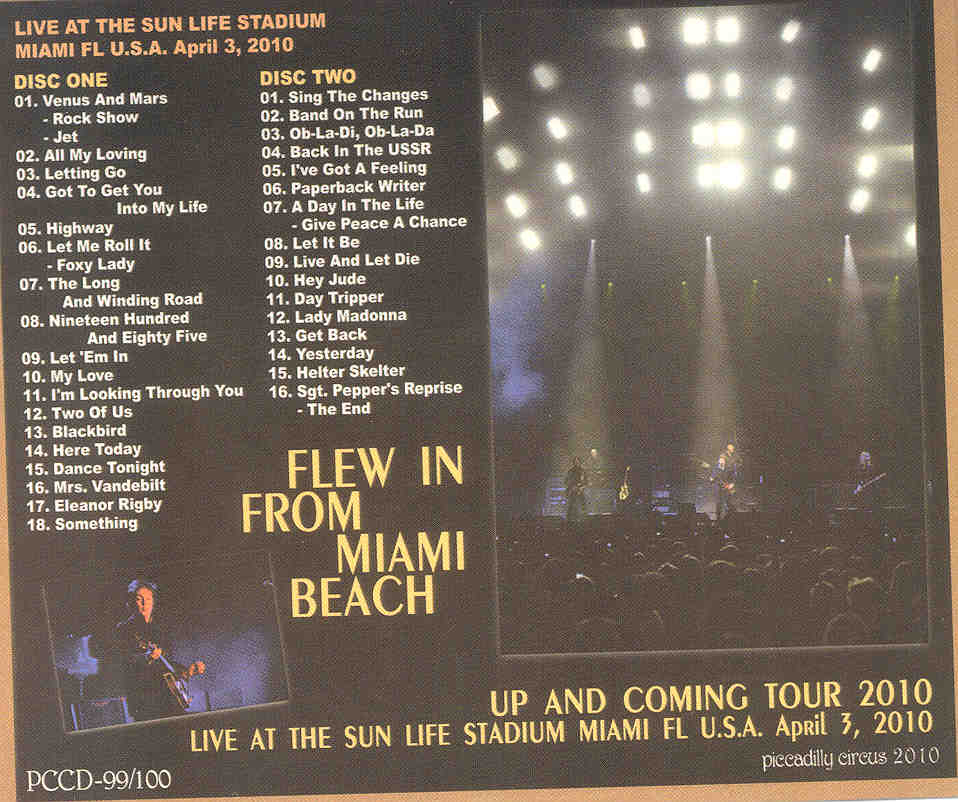 LIVE AT THE SUN LIFE STADIUM
MIAMI FL U.S.A. April 3, 2010
DISC ONE
01. Venus And Mars
- Rock Show
- Jet
02. All My Loving
03. Letting Go
04. Got To Get You
Into My Life
05. Highway
06. Let Me Roll It
- Foxy Lady
07. The Long
And Winding Road
08. Nineteen Hundred
And Eighty Five
09. Let 'Em In
10. My Love
11. I'm Looking Through You
12. Two Of Us
13. Blackbird
14. Here Today
15. Dance Tonight
16. Mrs. Vandebilt
17. Eleanor Rigby
18. Something
DISC TWO
01. Sing The Changes
02. Band On The Run
03. Ob-La-Di, Ob-La-Da
04. Back In The USSR
05. I've Got A Feeling
06. Paperback Writer
07. A Day In The Life
- Give Peace A Chance
08. Let It Be
09. Live And Let Die
10. Hey Jude
11. Day Tripper
12. Lady Madonna
13. Get Back
14. Yesterday
15. Helter Skelter
16. Sgt. Pepper's Reprise
- The End
FLEW IN
FROM
MIAMI
BEACH
UP AND COMING TOUR 2010
LIVE AT THE SUN LIFE STADIUM MIAMI FL U.S.A. April 3, 2010
piccadilly circus 2010
PCCD-99/100